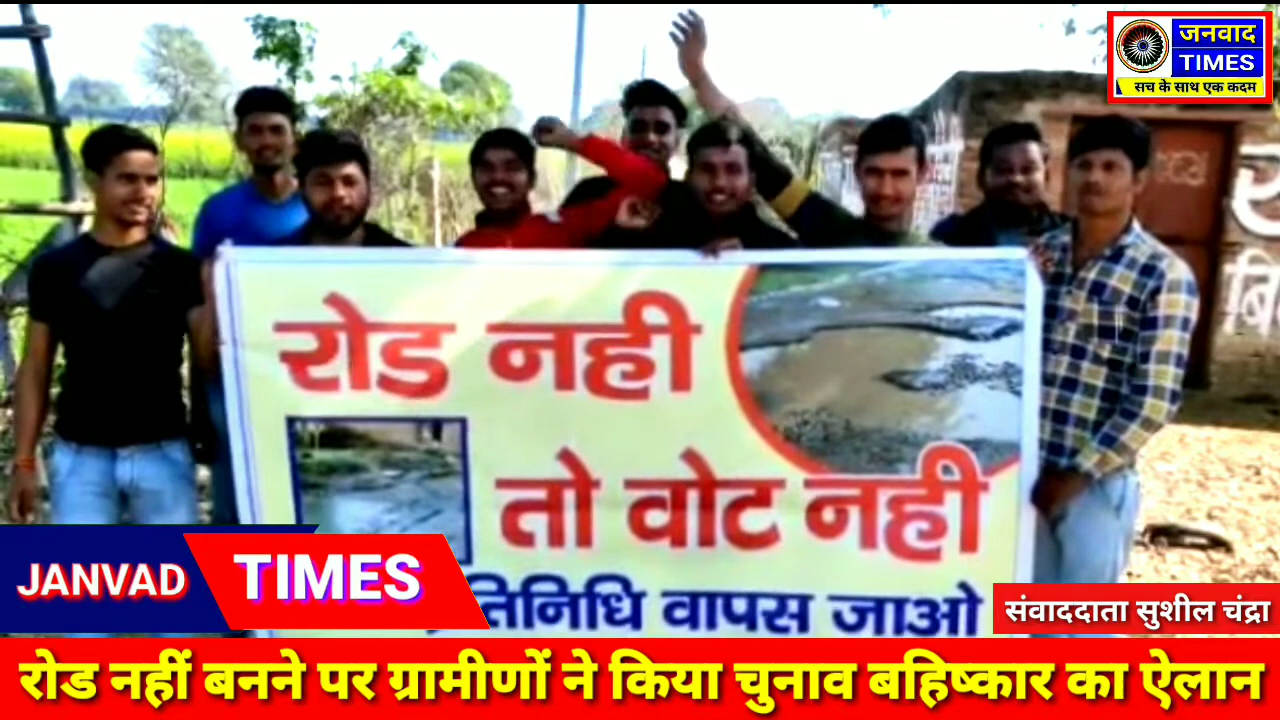 जनवाद
TIMES
सच के साथ एक कदम
रोड नही
तो वोट नही
वापस जाओ
JANVAD TIMES
संवाददाता सुशील चंद्रा
रोड नहीं बनने पर ग्रामीणों ने किया चुनाव बहिष्कार का ऐलान